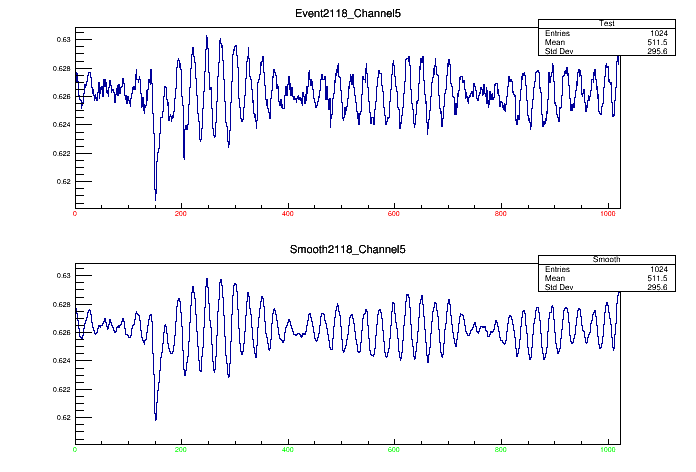 Event2118_Channel5
Test
Entries 1024
Mean 511.5
Std Dev 295.6
0.63
0.628
0.626
0.624
0.622
0.62
0 200 400 600 800 1000
Smooth2118_Channel5
Smooth
Entries 1024
Mean 511.5
Std Dev 295.6
0.63
0.628
0.626
0.624
0.622
0.62
0 200 400 600 800 1000